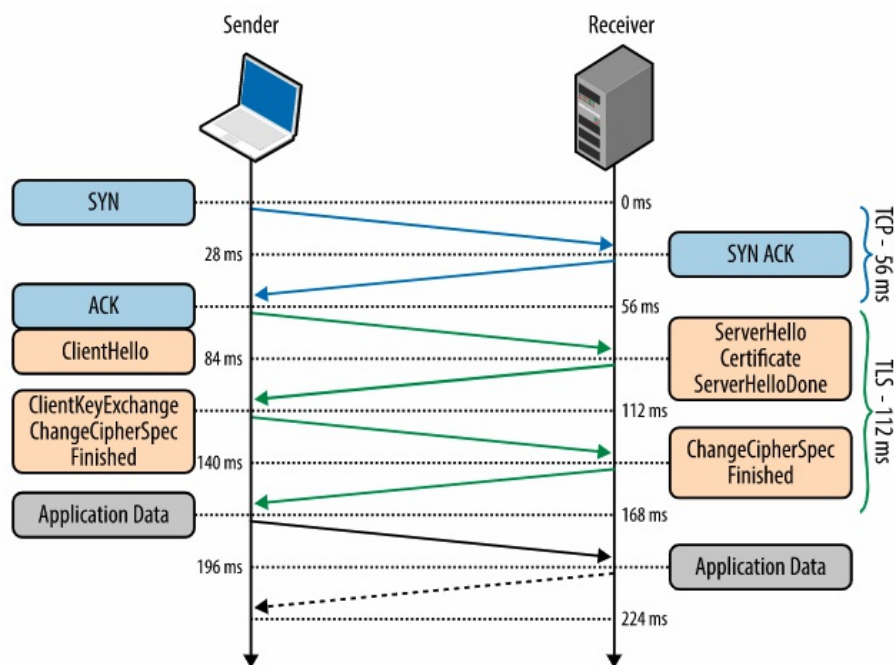 Sender
Receiver
SYN
0 ms
28 ms
SYN ACK
TCP - 56 ms
ACK
56 ms
ClientHello
84 ms
ServerHello
Certificate
ServerHelloDone
TLS - 112 ms
ClientKeyExchange
ChangeCipherSpec
Finished
112 ms
140 ms
ChangeCipherSpec
Finished
Application Data
168 ms
196 ms
Application Data
224 ms